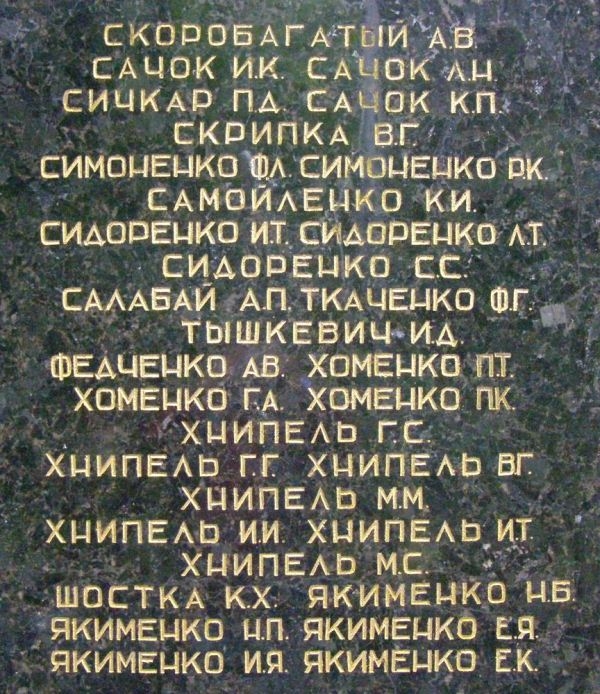 СКОРОБАГАТЫЙ А.В.
САЧОК И.К. САЧОК А.Н.
СИЧКАР П.Д. САЧОК К.П.
СКРИПКА В.Г.
СИМОНЕНКО Ф.Л. СИМОНЕНКО Р.К.
САМОЙЛЕНКО К.И.
СИДОРЕНКО И.Т. СИДОРЕНКО Л.Т.
СИДОРЕНКО С.С.
САЛАБАЙ А.П. ТКАЧЕНКО Ф.Г.
ТЫШКЕВИЧ И.Д.
ФЕДЧЕНКО А.В. ХОМЕНКО П.Т.
ХОМЕНКО Г.А. ХОМЕНКО П.К.
ХНИПЕЛЬ Г.С.
ХНИПЕЛЬ Г.Г. ХНИПЕЛЬ В.Г.
ХНИПЕЛЬ М.М.
ХНИПЕЛЬ И.И. ХНИПЕЛЬ И.Т.
ХНИПЕЛЬ М.С.
ШОСТКА К.Х. ЯКИМЕНКО Н.Б.
ЯКИМЕНКО Н.П. ЯКИМЕНКО Е.Я.
ЯКИМЕНКО И.Я ЯКИМЕНКО Е.К.